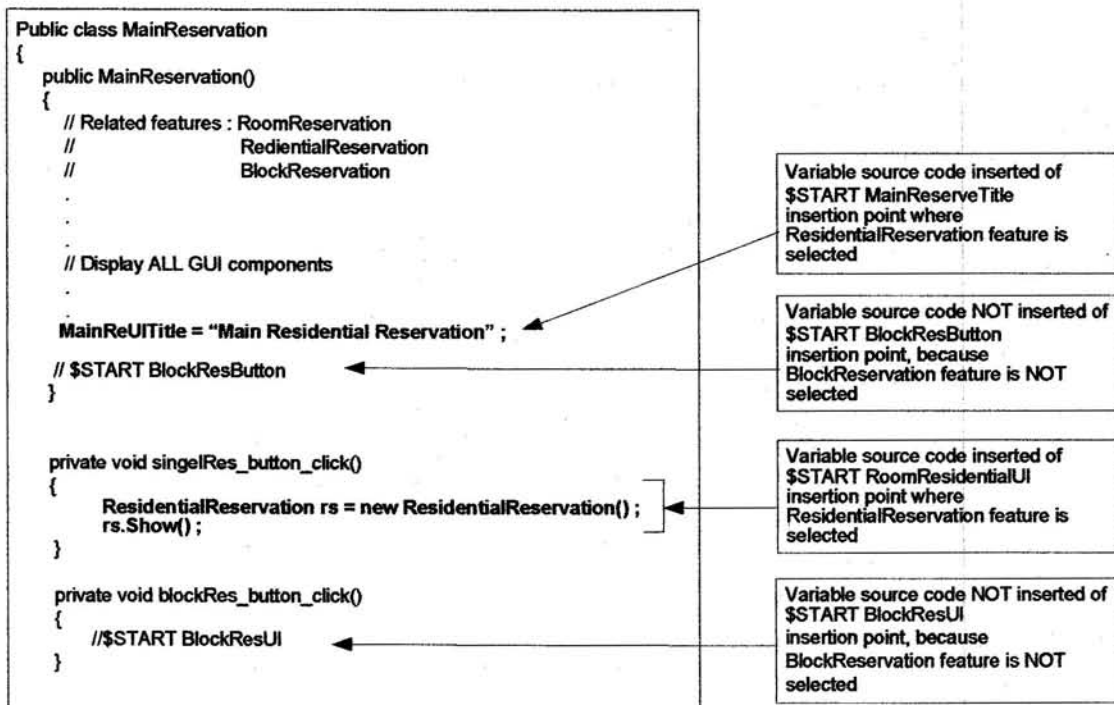 Public class MainReservation
{
public MainReservation()
{
// Related features : RoomReservation
// RedientialReservation
// BlockReservation
.
.
.
// Display ALL GUI components
.
.
MainReUITitle = “Main Residential Reservation” ;
// $START BlockResButton
}
private void singelRes_button_click()
{
ResidentialReservation rs = new ResidentialReservation() ;
rs.Show() ;
}
private void blockRes_button_click()
{
//$START BlockResUI
}
Variable source code inserted of
$START MainReserveTitle
insertion point where
ResidentialReservation feature is
selected
Variable source code NOT inserted of
$START BlockResButton
insertion point, because
BlockReservation feature is NOT
selected
Variable source code inserted of
$START RoomResidentialUI
insertion point where
ResidentialReservation feature is
selected
Variable source code NOT inserted of
$START BlockResUI
insertion point, because
BlockReservation feature is NOT
selected